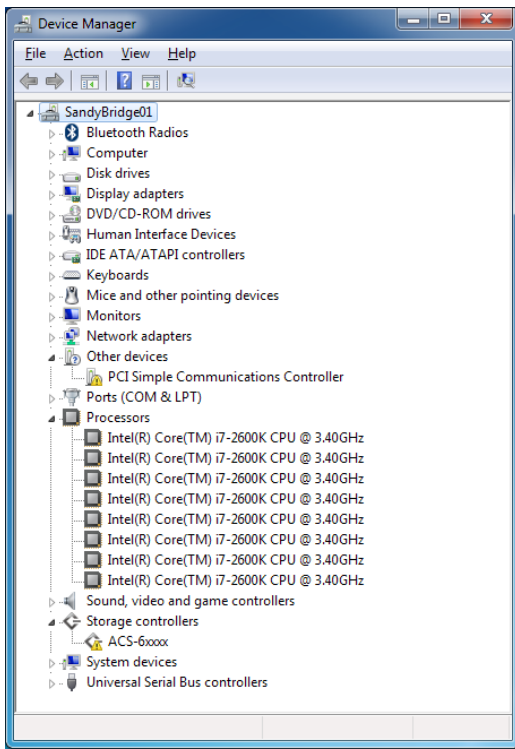 Device Manager
File Action View Help
SandyBridge01
Bluetooth Radios
Computer
Disk drives
Display adapters
DVD/CD-ROM drives
Human Interface Devices
IDE ATA/ATAPI controllers
Keyboards
Mice and other pointing devices
Monitors
Network adapters
Other devices
PCI Simple Communications Controller
Ports (COM & LPT)
Processors
Intel(R) Core(TM) i7-2600K CPU @ 3.40GHz
Intel(R) Core(TM) i7-2600K CPU @ 3.40GHz
Intel(R) Core(TM) i7-2600K CPU @ 3.40GHz
Intel(R) Core(TM) i7-2600K CPU @ 3.40GHz
Intel(R) Core(TM) i7-2600K CPU @ 3.40GHz
Intel(R) Core(TM) i7-2600K CPU @ 3.40GHz
Intel(R) Core(TM) i7-2600K CPU @ 3.40GHz
Intel(R) Core(TM) i7-2600K CPU @ 3.40GHz
Sound, video and game controllers
Storage controllers
ACS-6xxxx
System devices
Universal Serial Bus controllers